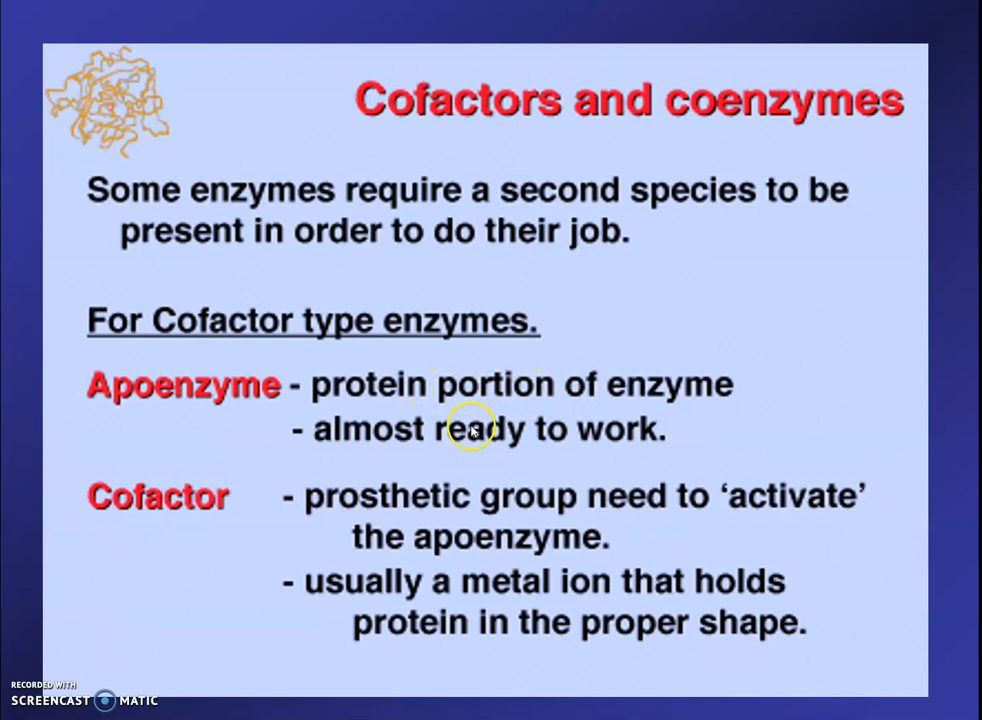 Cofactors and coenzymes
Some enzymes require a second species to be
present in order to do their job.
For Cofactor type enzymes.
Apoenzyme - protein portion of enzyme
- almost ready to work.
Cofactor - prosthetic group need to ‘activate’
the apoenzyme.
- usually a metal ion that holds
protein in the proper shape.
RECORDED WITH
SCREENCAST MATIC